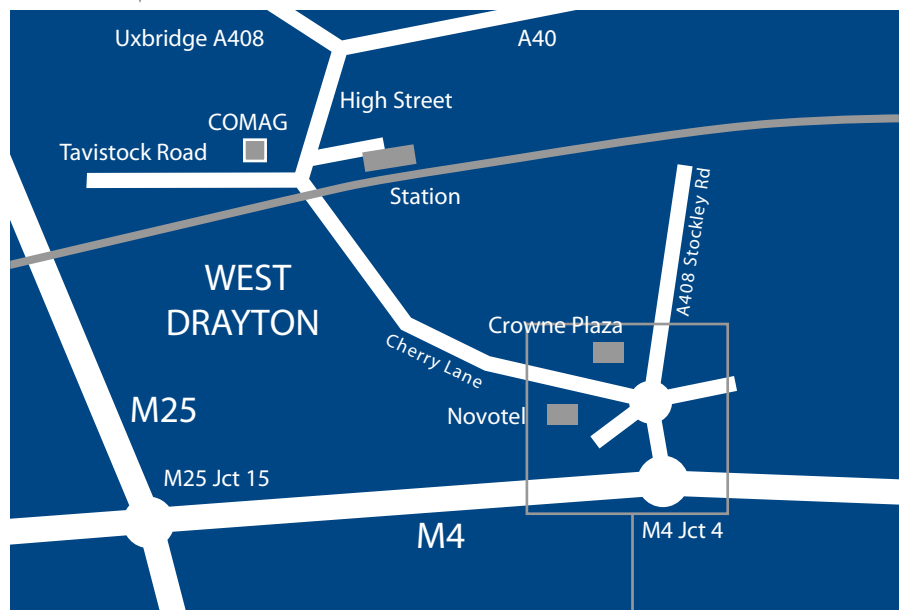 Uxbridge A408
A40
High Street
COMAG
Tavistock Road
Station
A408 Stockley Rd
WEST
DRAYTON
Crowne Plaza
Cherry Lane
M25
Novotel
M25 Jct 15
M4
M4 Jct 4